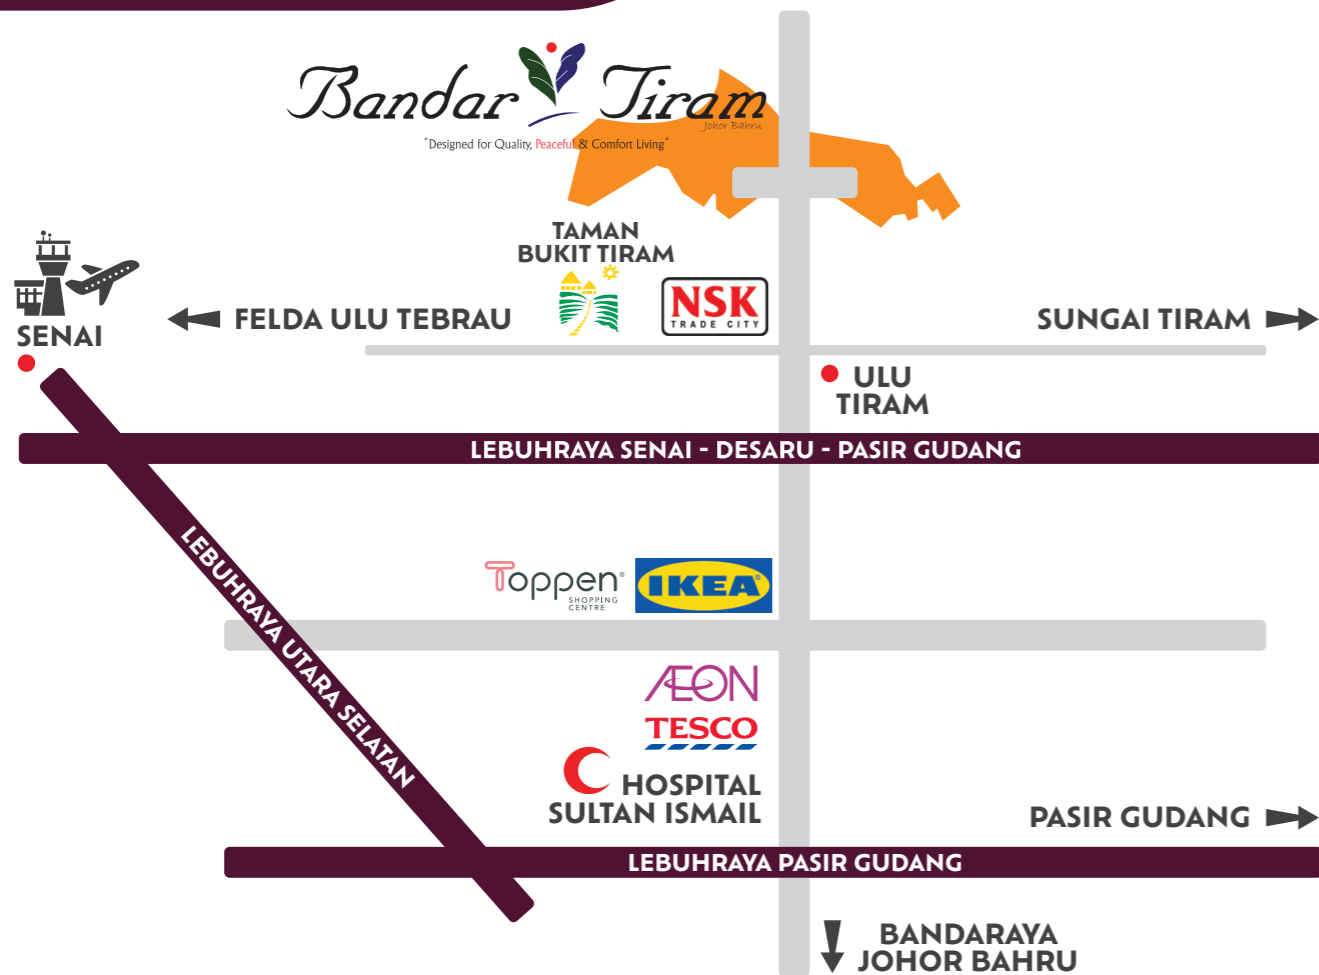 Bandar Tiram
Johor Bahru
"Designed for Quality, Peaceful & Comfort Living"
TAMAN
BUKIT TIRAM
NSK
TRADE CITY
SENAI
FELDA ULU TEBRAU
SUNGAI TIRAM
ULU
TIRAM
LEBUHRAYA SENAI - DESARU - PASIR GUDANG
LEBUHRAYA UTARA SELATAN
Toppen®
SHOPPING
CENTRE
IKEA®
ÆON
TESCO
HOSPITAL
SULTAN ISMAIL
PASIR GUDANG
LEBUHRAYA PASIR GUDANG
BANDARAYA
JOHOR BAHRU